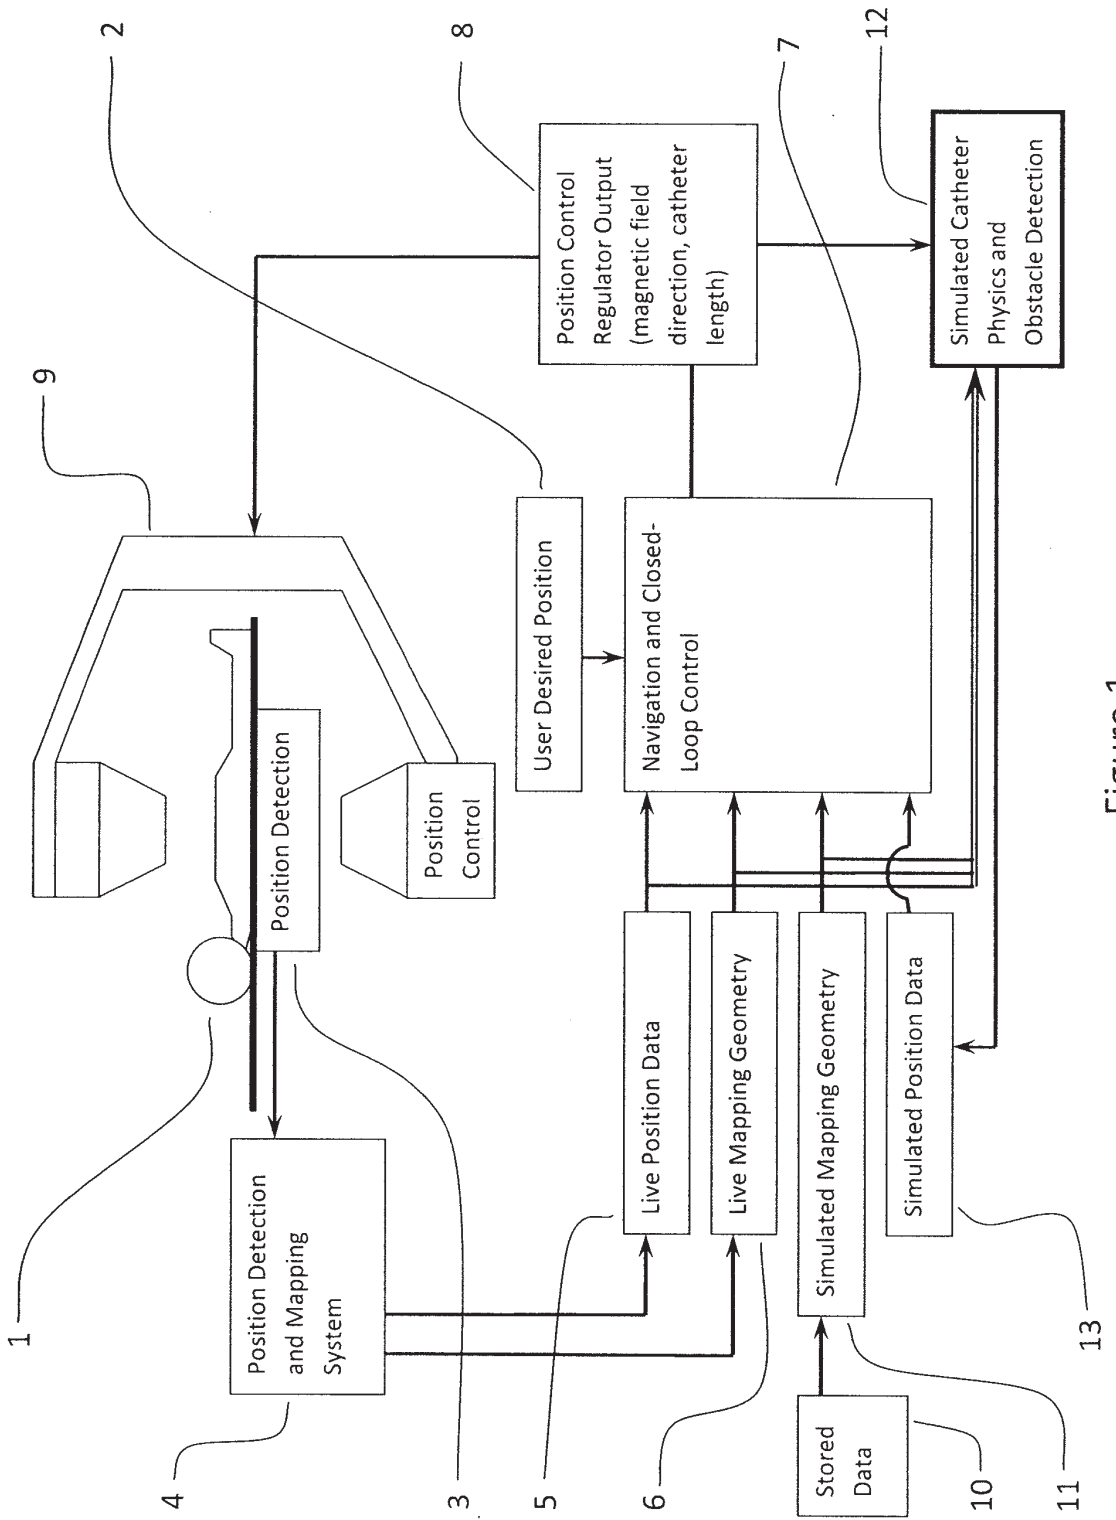 1
4
3
5
6
10
11
13
9
2
8
7
12
Position Detection
and Mapping
System
Position Detection
Position
Control
User Desired Position
Position Control
Regulator Output
(magnetic field
direction, catheter
length)
Live Position Data
Live Mapping Geometry
Simulated Mapping Geometry
Simulated Position Data
Stored
Data
Navigation and Closed-
Loop Control
Simulated Catheter
Physics and
Obstacle Detection
Figure 1